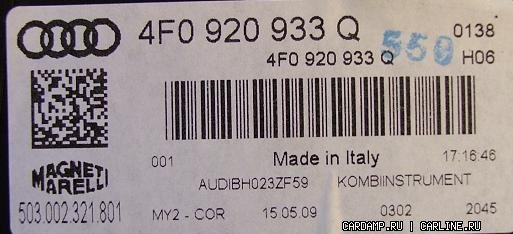 4F0 920 933 Q 0138
4F0 920 933 Q 550 H06
001 Made in Italy 17:16:46
MAGNETI
MARELLI
AUDIBH023ZF59 KOMBIINSTRUMENT
503.002.321.801
MY2 - COR 15.05.09 0302 2045
CARDAMP.RU | CARLINE.RU